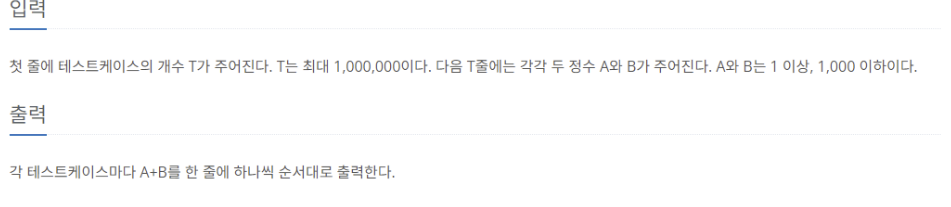 입력
첫 줄에 테스트케이스의 개수 T가 주어진다. T는 최대 1,000,000이다. 다음 T줄에는 각각 두 정수 A와 B가 주어진다. A와 B는 1 이상, 1,000 이하이다.
출력
각 테스트케이스마다 A+B를 한 줄에 하나씩 순서대로 출력한다.